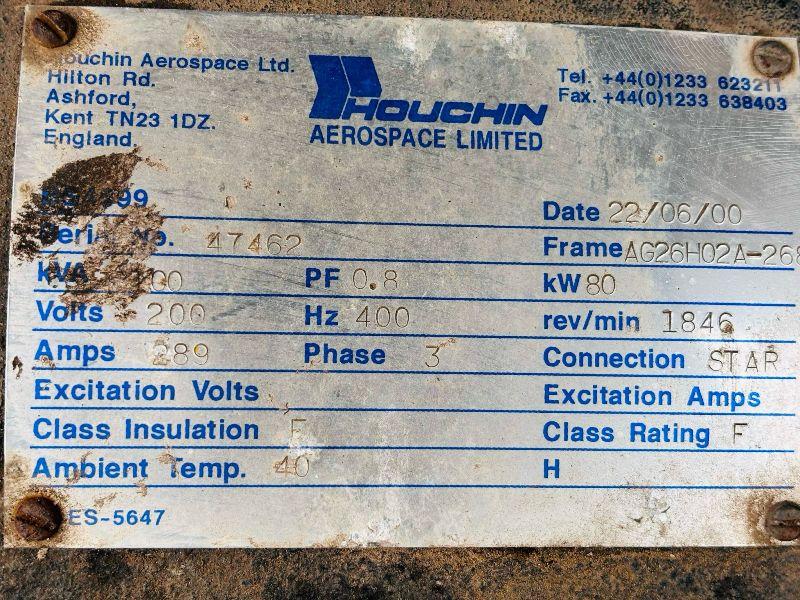 Houchin Aerospace Ltd.
Hilton Rd.
Ashford,
Kent TN23 1DZ.
England.
HOUCHIN
AEROSPACE LIMITED
Tel. +44(0)1233 623211
Fax. +44(0)1233 638403
Date 22/06/00
Serial No. 47462 Frame AG26H02A-268
kVA 100 PF 0.8 kW 80
Volts 200 Hz 400 rev/min 1846
Amps 289 Phase 3 Connection STAR
Excitation Volts Excitation Amps
Class Insulation F Class Rating F
Ambient Temp. 40 H
ES-5647